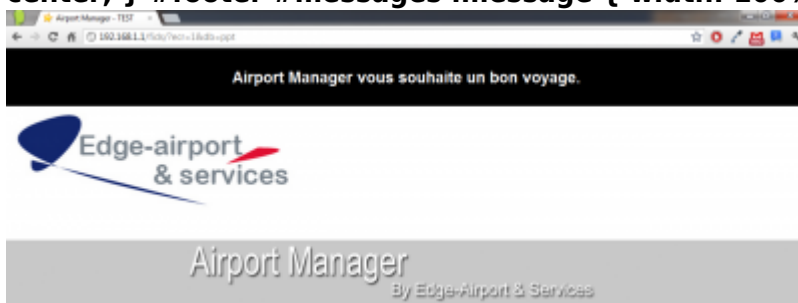 center; } #footer #messages .message { width: 100%
Airport Manager - TEST
Airport Manager vous souhaite un bon voyage.
Edge-airport
& services
Airport Manager
By Edge-Airport & Services